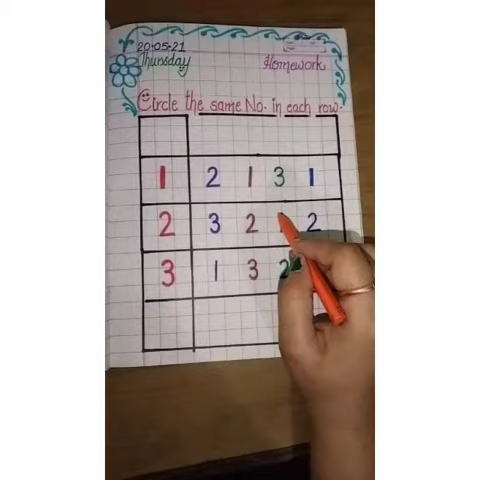 20-05-21
Thursday
Homework
Circle the same No. in each row.
1 2 1 3 1
2 3 2 2
3 1 3 2